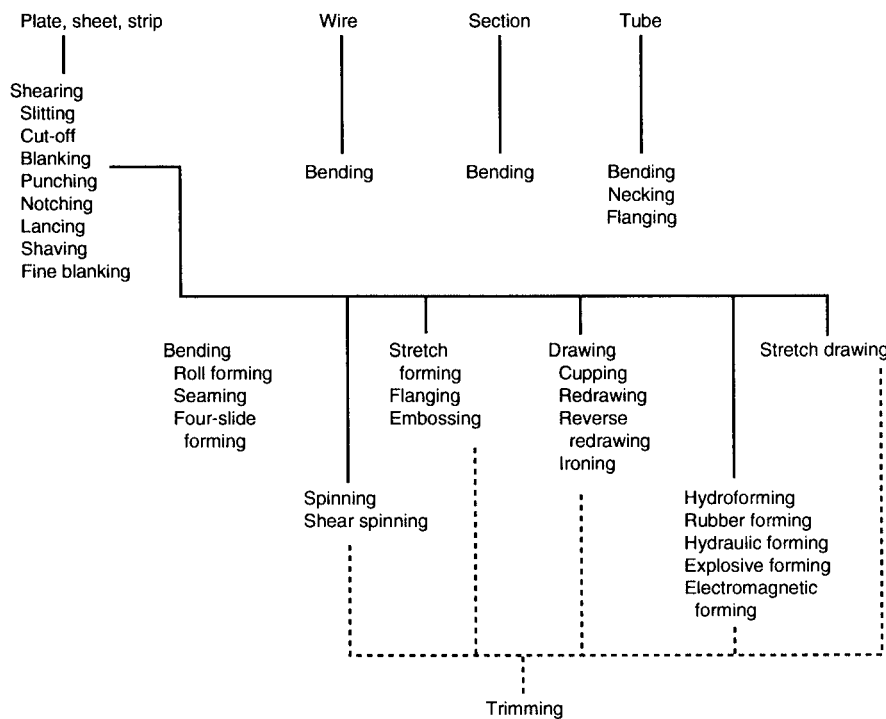 Plate, sheet, strip
Wire
Section
Tube
Shearing
Slitting
Cut-off
Blanking
Punching
Notching
Lancing
Shaving
Fine blanking
Bending
Bending
Bending
Necking
Flanging
Bending
Roll forming
Seaming
Four-slide
forming
Stretch
forming
Flanging
Embossing
Drawing
Cupping
Redrawing
Reverse
redrawing
Ironing
Stretch drawing
Spinning
Shear spinning
Hydroforming
Rubber forming
Hydraulic forming
Explosive forming
Electromagnetic
forming
Trimming